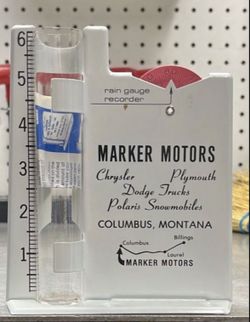 6
5
4
3
2
1
rain gauge
recorder
MARKER MOTORS
Chrysler Plymouth
Dodge Trucks
Polaris Snowmobiles
COLUMBUS, MONTANA
Columbus Billings
Laurel
MARKER MOTORS